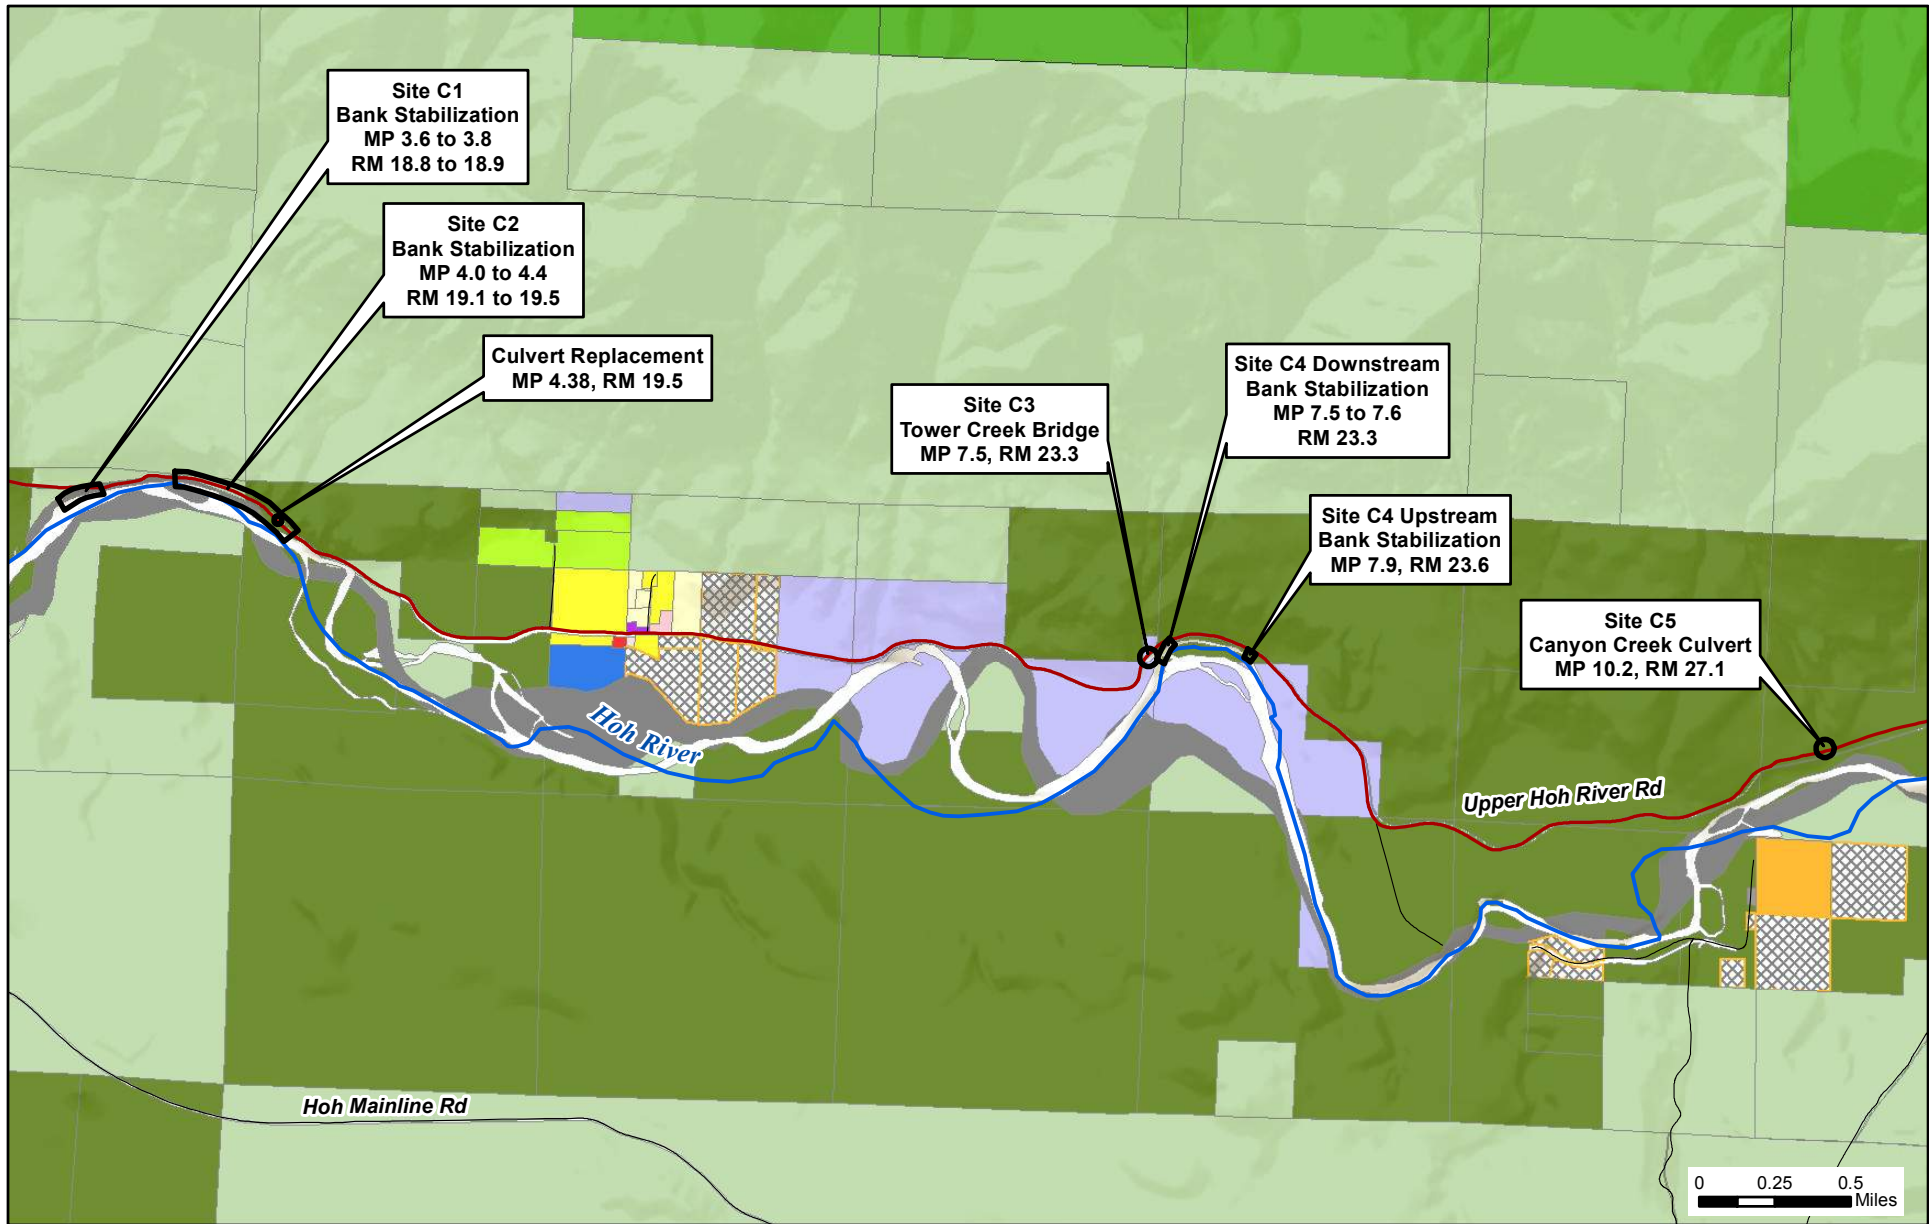 Site C1
Bank Stabilization
MP 3.6 to 3.8
RM 18.8 to 18.9
Site C2
Bank Stabilization
MP 4.0 to 4.4
RM 19.1 to 19.5
Culvert Replacement
MP 4.38, RM 19.5
Site C3
Tower Creek Bridge
MP 7.5, RM 23.3
Site C4 Downstream
Bank Stabilization
MP 7.5 to 7.6
RM 23.3
Site C4 Upstream
Bank Stabilization
MP 7.9, RM 23.6
Site C5
Canyon Creek Culvert
MP 10.2, RM 27.1
Hoh River
Upper Hoh River Rd
Hoh Mainline Rd
0 0.25 0.5
Miles